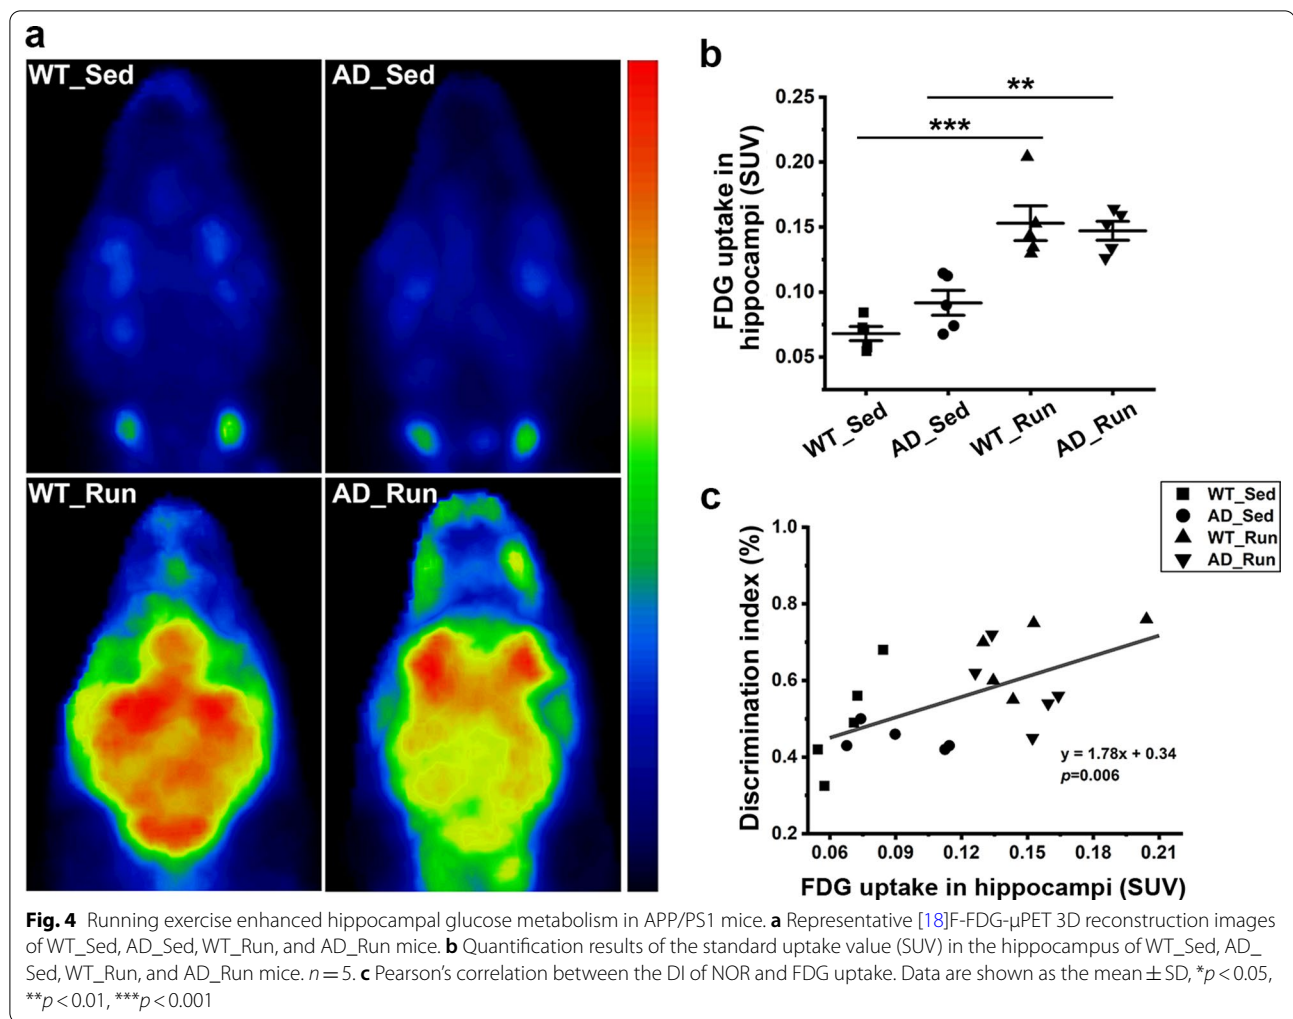 a
WT_Sed
AD_Sed
WT_Run
AD_Run
b
FDG uptake in
hippocampi (SUV)
0.25
0.20
0.15
0.10
0.05
**
***
WT_Sed
AD_Sed
WT_Run
AD_Run
c
WT_Sed
AD_Sed
WT_Run
AD_Run
Discrimination index (%)
1.0
0.8
0.6
0.4
0.2
y = 1.78x + 0.34
p=0.006
0.06 0.09 0.12 0.15 0.18 0.21
FDG uptake in hippocampi (SUV)
Fig. 4 Running exercise enhanced hippocampal glucose metabolism in APP/PS1 mice. a Representative [18]F-FDG-μPET 3D reconstruction images
of WT_Sed, AD_Sed, WT_Run, and AD_Run mice. b Quantification results of the standard uptake value (SUV) in the hippocampus of WT_Sed, AD_
Sed, WT_Run, and AD_Run mice. n = 5. c Pearson's correlation between the DI of NOR and FDG uptake. Data are shown as the mean ± SD, *p < 0.05,
**p < 0.01, ***p < 0.001